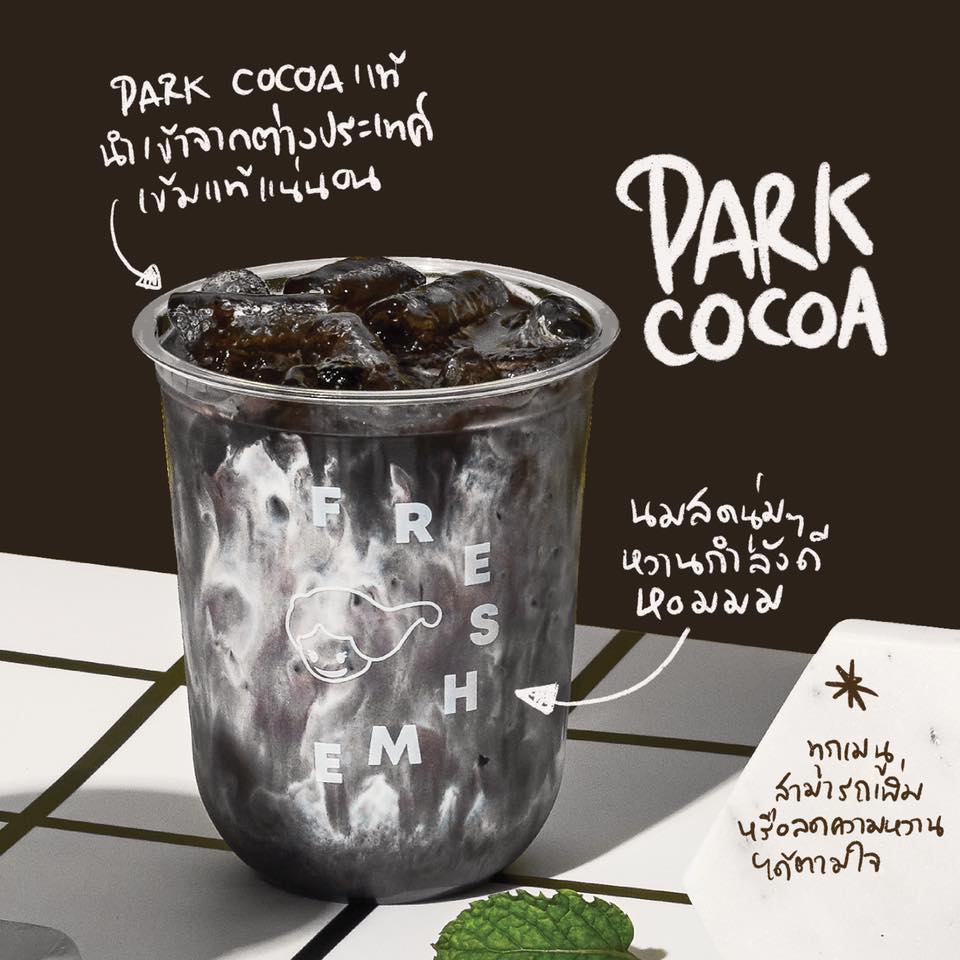 DARK COCOA แท้
นำเข้าจากต่างประเทศ
เข้มแท้แน่นอน
DARK
COCOA
FRESH
ME
นมสดนุ่มๆ
หวานกำลังดี
หอมมมม
*
ทุกเมนู
สามารถเพิ่ม
หรือลดความหวาน
ได้ตามใจ